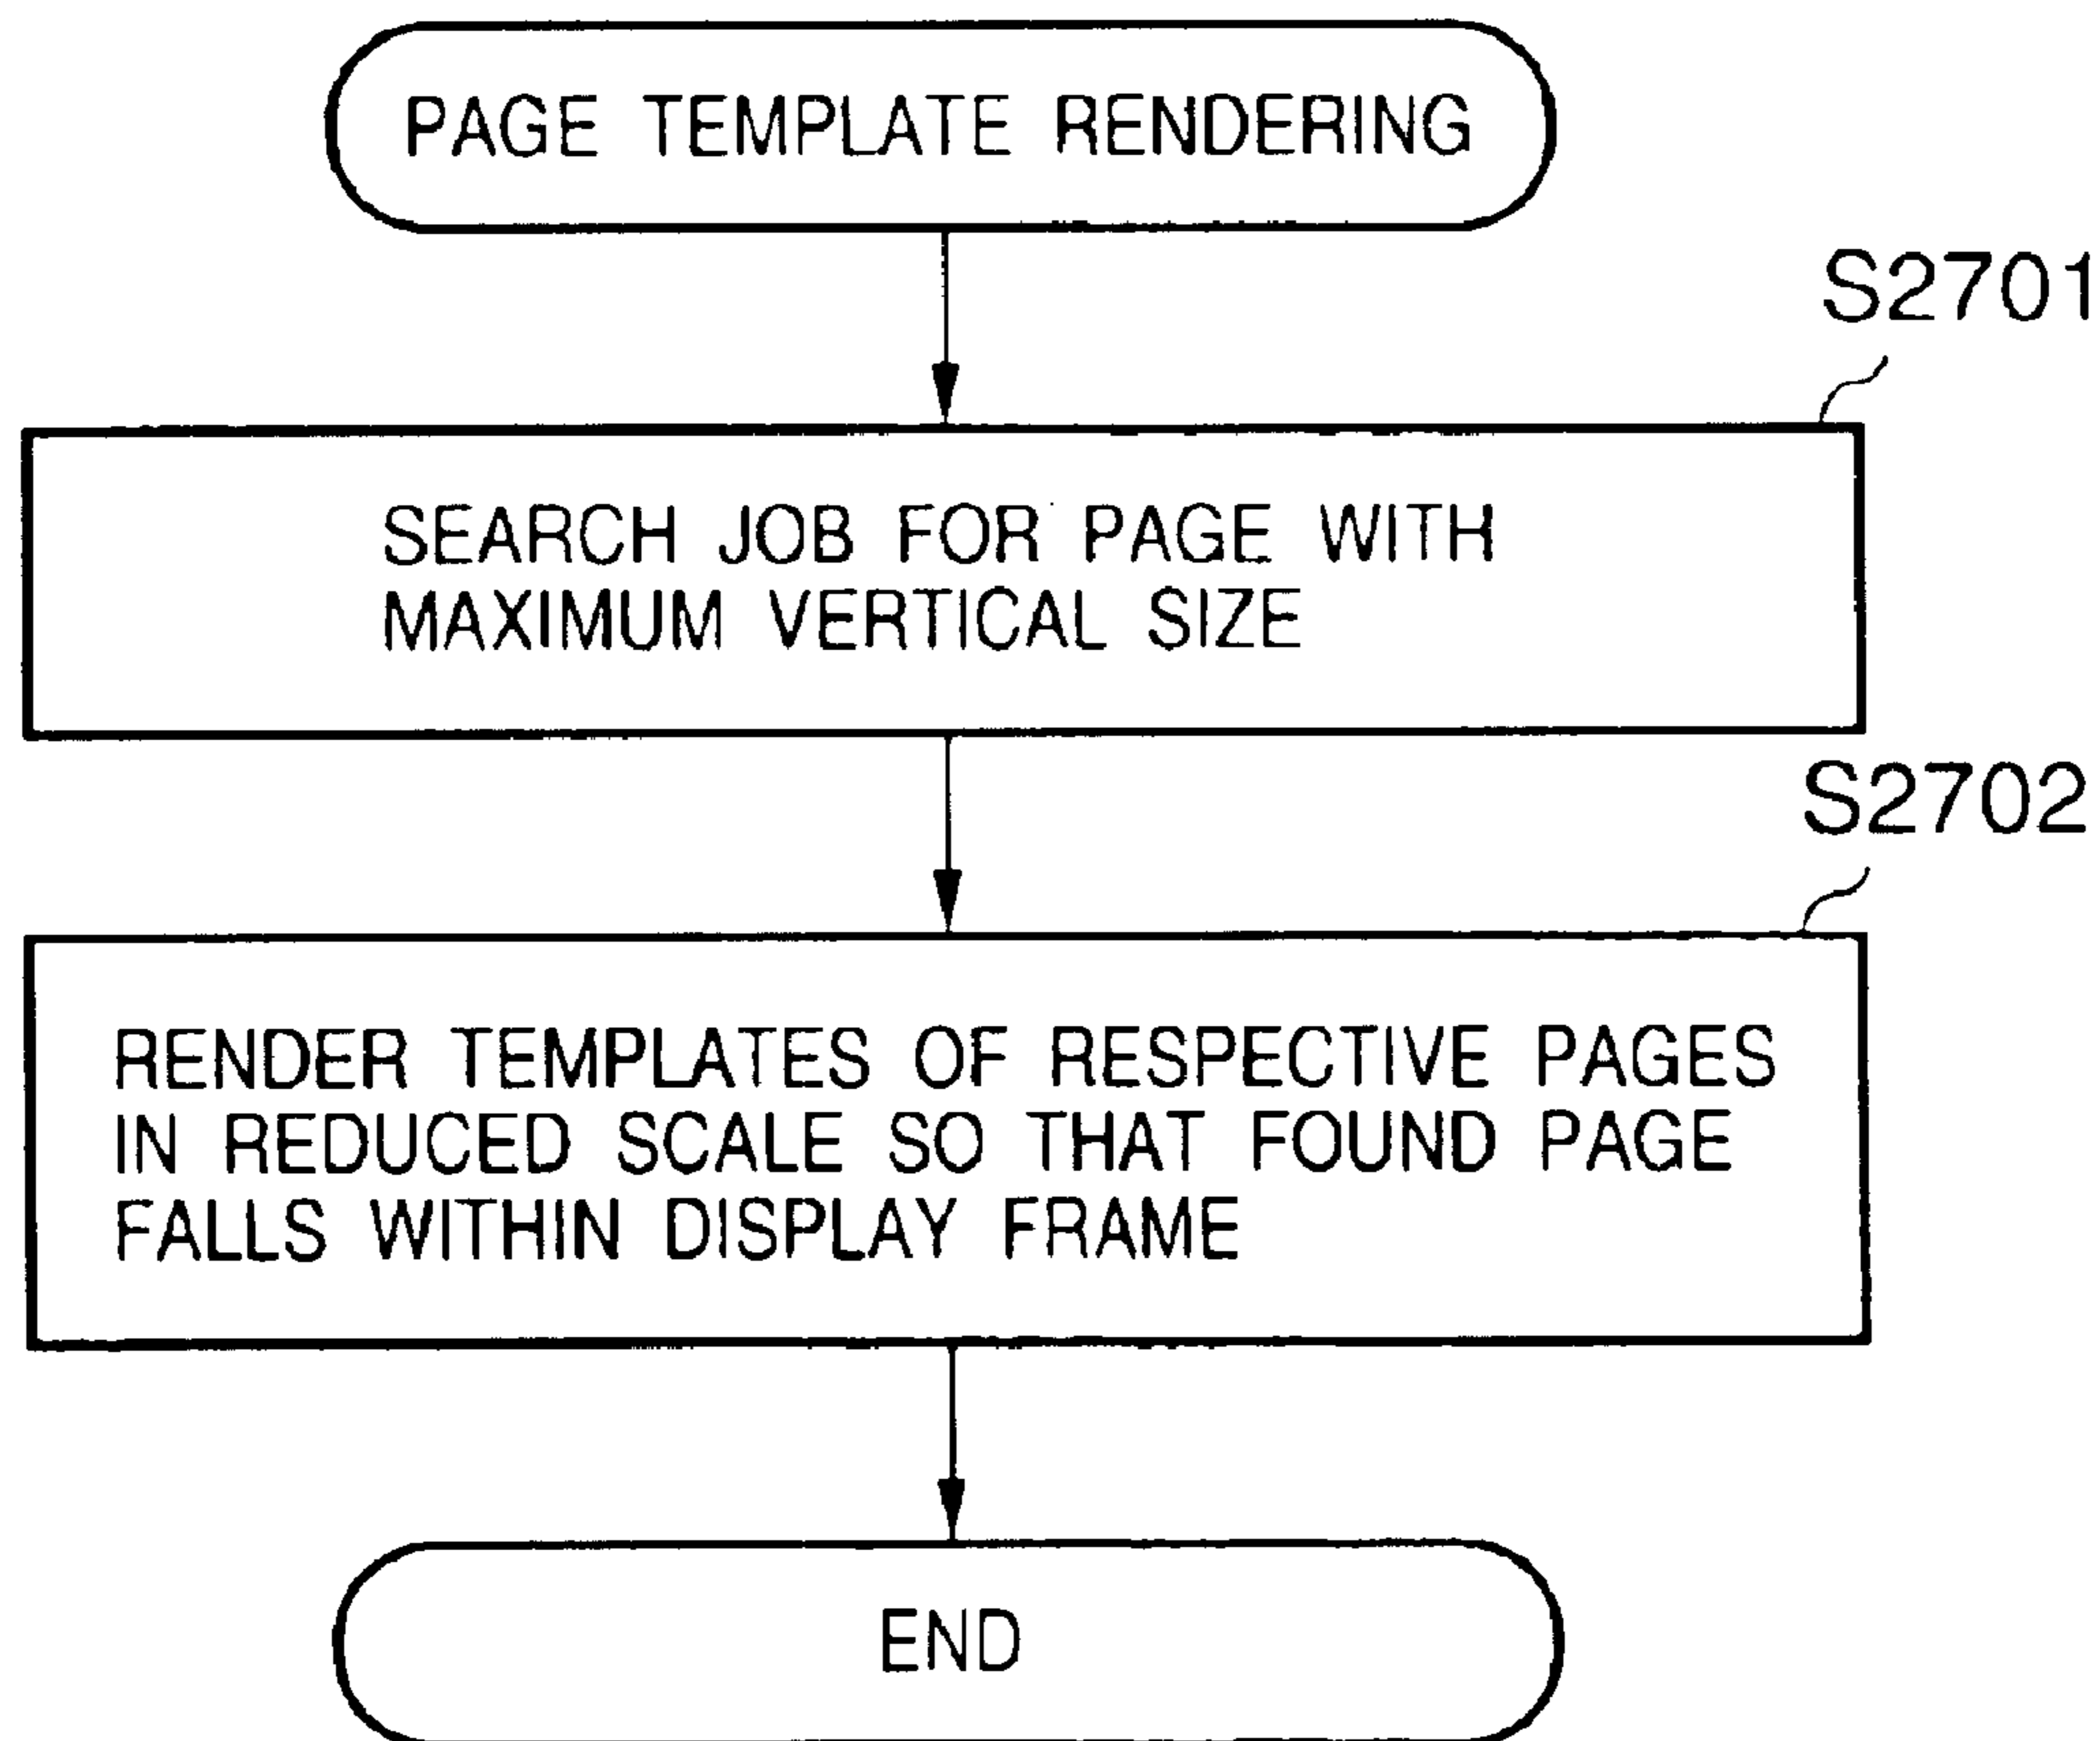 PAGE TEMPLATE RENDERING
S2701
SEARCH JOB FOR PAGE WITH
MAXIMUM VERTICAL SIZE
S2702
RENDER TEMPLATES OF RESPECTIVE PAGES
IN REDUCED SCALE SO THAT FOUND PAGE
FALLS WITHIN DISPLAY FRAME
END